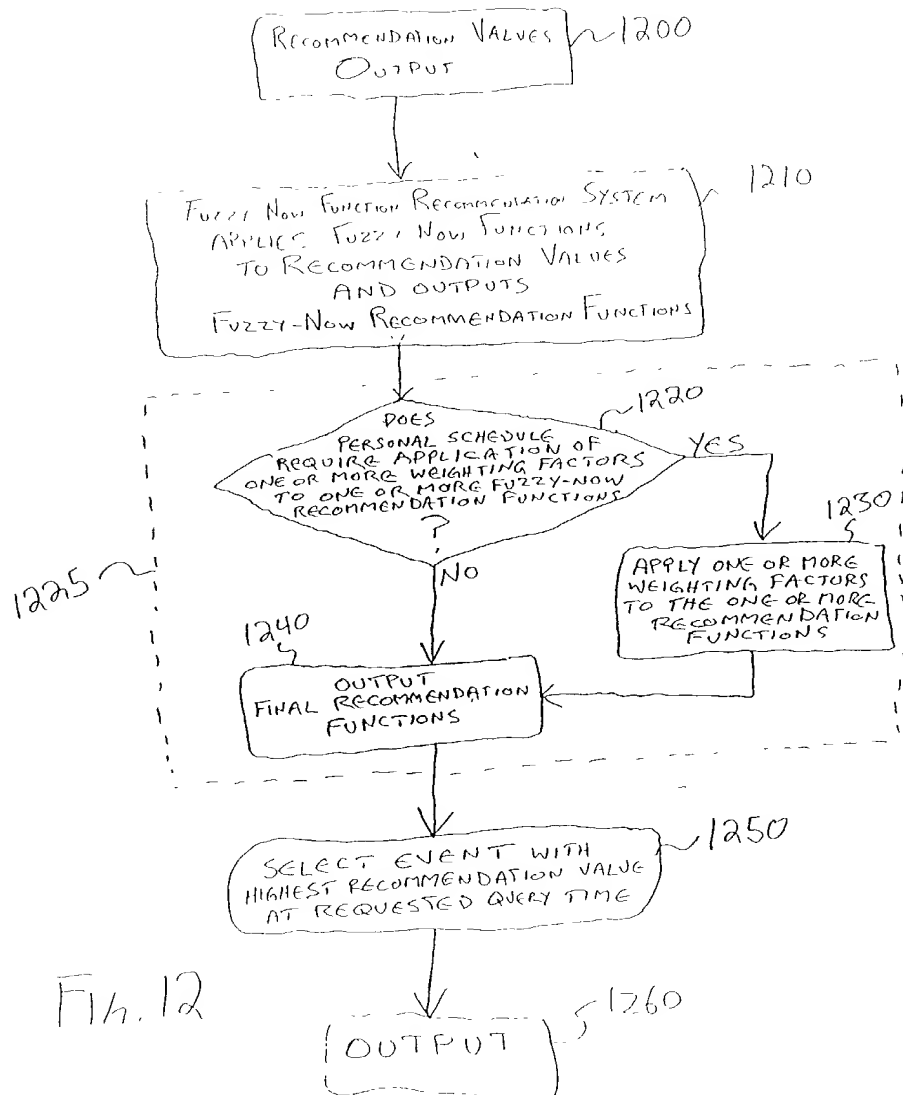 RECOMMENDATION VALUES
OUTPUT
1200
FUZZY NOW FUNCTION RECOMMENDATION SYSTEM
APPLIES FUZZY NOW FUNCTIONS
TO RECOMMENDATION VALUES
AND OUTPUTS
FUZZY-NOW RECOMMENDATION FUNCTIONS
1210
DOES
PERSONAL SCHEDULE
REQUIRE APPLICATION OF
ONE OR MORE WEIGHTING FACTORS
TO ONE OR MORE FUZZY-NOW
RECOMMENDATION FUNCTIONS
?
1220
YES
NO
1225
1230
APPLY ONE OR MORE
WEIGHTING FACTORS
TO THE ONE OR MORE
RECOMMENDATION
FUNCTIONS
1240
OUTPUT
FINAL RECOMMENDATION
FUNCTIONS
SELECT EVENT WITH
HIGHEST RECOMMENDATION VALUE
AT REQUESTED QUERY TIME
1250
FIG. 12
OUTPUT
1260